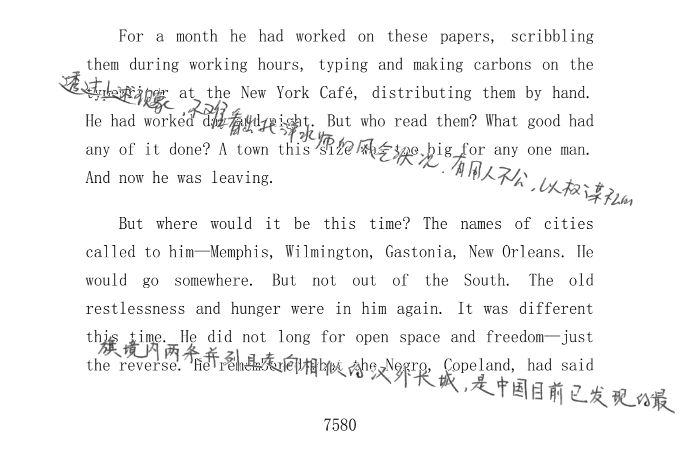 For a month he had worked on these papers, scribbling
them during working hours, typing and making carbons on the
typewriter at the New York Café, distributing them by hand.
透过上述现象,不难看出北洋水师的风气状况.有用人不公,以权谋私
He had worked day and night. But who read them? What good had
any of it done? A town this size was too big for any one man.
And now he was leaving.
But where would it be this time? The names of cities
called to him—Memphis, Wilmington, Gastonia, New Orleans. He
would go somewhere. But not out of the South. The old
restlessness and hunger were in him again. It was different
this time. He did not long for open space and freedom—just
旗境内两条并列且走向相似的汉外长城,是中国目前已发现的最
the reverse. He remembered what the Negro, Copeland, had said
7580